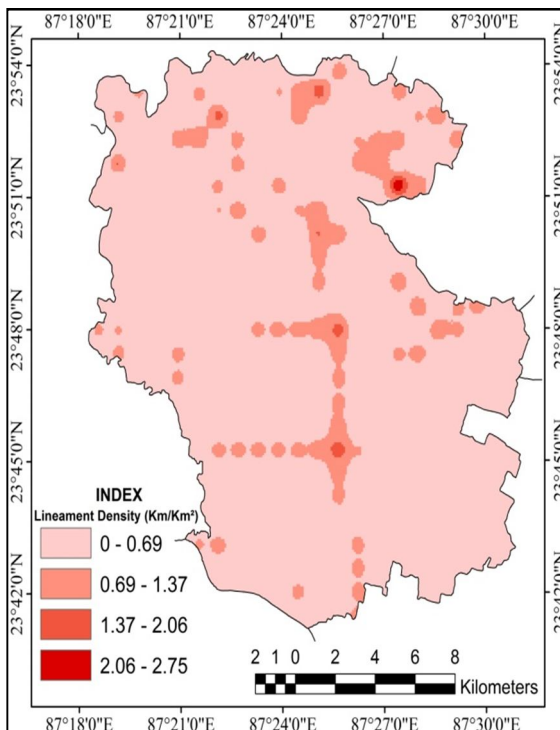 87°18'0"E 87°21'0"E 87°24'0"E 87°27'0"E 87°30'0"E
23°54'0"N 23°54'0"N
23°51'0"N 23°51'0"N
23°48'0"N 23°48'0"N
23°45'0"N 23°45'0"N
23°42'0"N 23°42'0"N
INDEX
Lineament Density (Km/Km²)
0 - 0.69
0.69 - 1.37
1.37 - 2.06
2.06 - 2.75
2 1 0 2 4 6 8
Kilometers
87°18'0"E 87°21'0"E 87°24'0"E 87°27'0"E 87°30'0"E